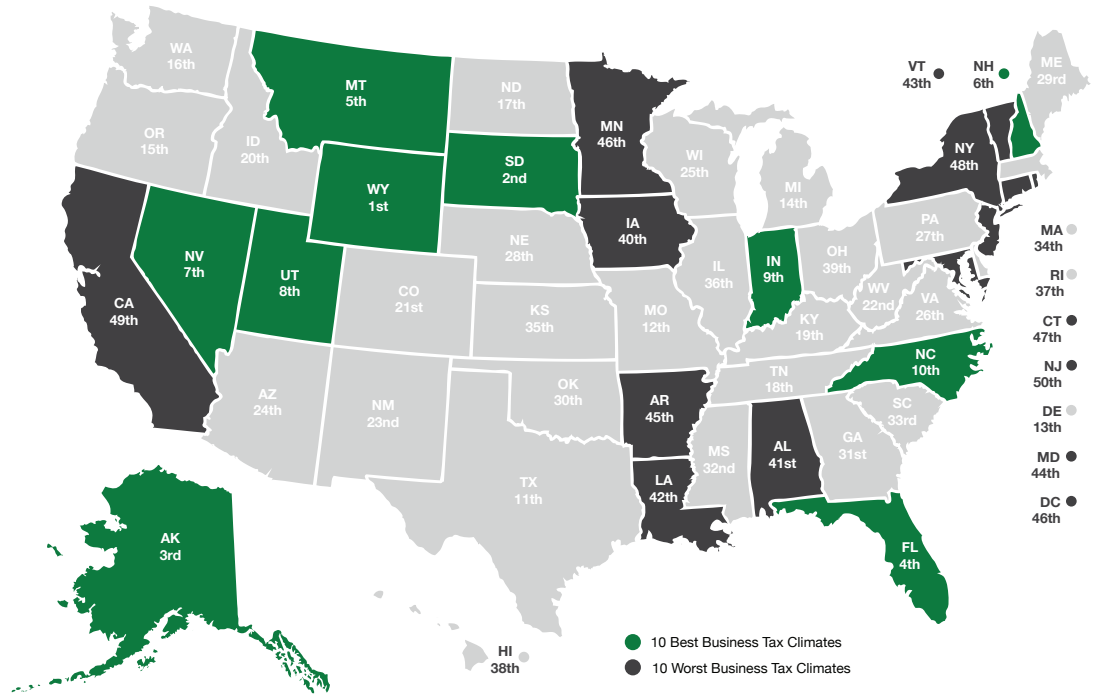 WA
16th
MT
5th
ND
17th
MN
46th
VT
43rd
NH
6th
ME
29rd
OR
15th
ID
20th
SD
2nd
WI
25th
NY
48th
WY
1st
MI
14th
IA
40th
PA
27th
MA
34th
NE
28th
NV
7th
UT
8th
IL
36th
IN
9th
OH
39th
RI
37th
CO
21st
WV
22nd
VA
26th
CA
49th
KS
35th
MO
12th
KY
19th
CT
47th
NC
10th
NJ
50th
TN
18th
OK
30th
AZ
24th
NM
23nd
AR
45th
SC
33rd
DE
13th
GA
31st
AL
41st
MS
32nd
MD
44th
LA
42th
TX
11th
DC
46th
AK
3rd
FL
4th
HI
38th
10 Best Business Tax Climates
10 Worst Business Tax Climates